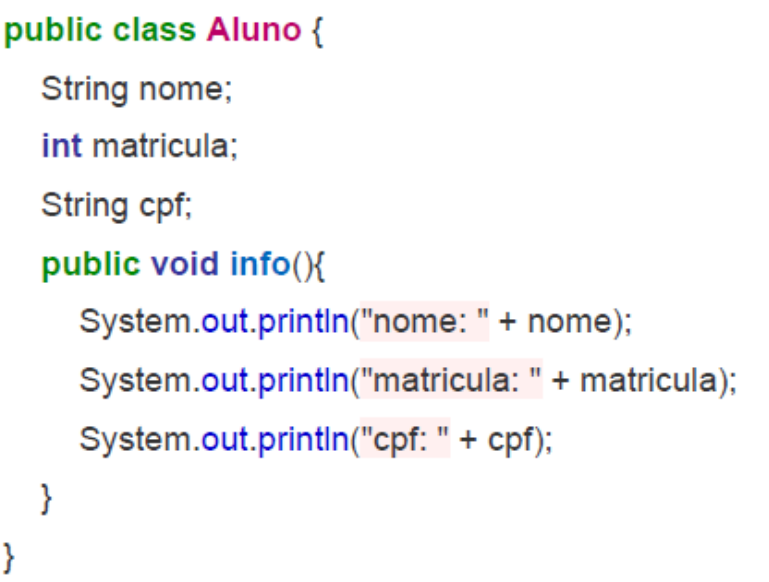 public class Aluno {
String nome;
int matricula;
String cpf;
public void info(){
System.out.println("nome: " + nome);
System.out.println("matricula: " + matricula);
System.out.println("cpf: " + cpf);
}
}